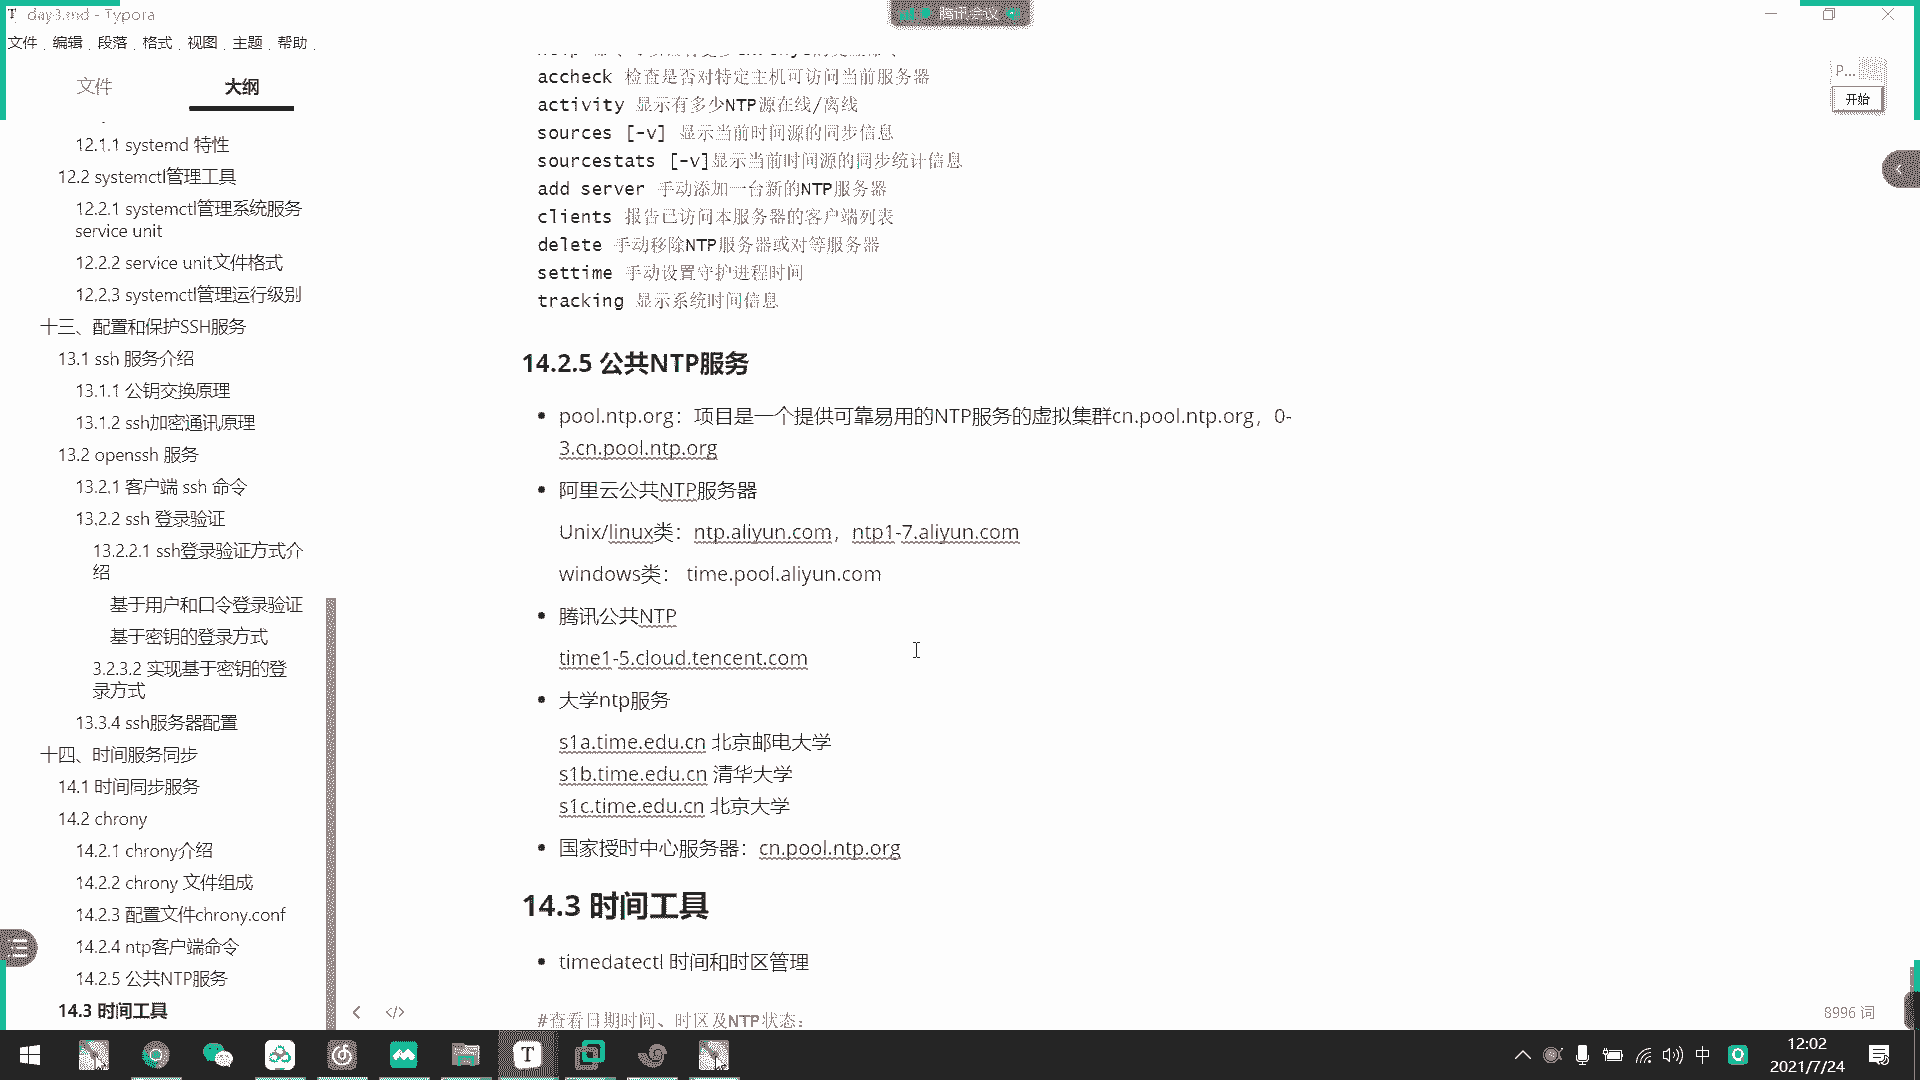 day3.md - Typora
腾讯会议
文件 编辑 段落 格式 视图 主题 帮助
文件
大纲
12.1.1 systemd 特性
12.2 systemctl管理工具
12.2.1 systemctl管理系统服务
service unit
12.2.2 service unit文件格式
12.2.3 systemctl管理运行级别
十三、配置和保护SSH服务
13.1 ssh 服务介绍
13.1.1 公钥交换原理
13.1.2 ssh加密通讯原理
13.2 openssh 服务
13.2.1 客户端 ssh 命令
13.2.2 ssh 登录验证
13.2.2.1 ssh登录验证方式介
绍
基于用户和口令登录验证
基于密钥的登录方式
3.2.3.2 实现基于密钥的登
录方式
13.3.4 ssh服务器配置
十四、时间服务同步
14.1 时间同步服务
14.2 chrony
14.2.1 chrony介绍
14.2.2 chrony 文件组成
14.2.3 配置文件chrony.conf
14.2.4 ntp客户端命令
14.2.5 公共NTP服务
14.3 时间工具
accheck 检查是否对特定主机可访问当前服务器
activity 显示有多少NTP源在线/离线
sources [-v] 显示当前时间源的同步信息
sourcestats [-v]显示当前时间源的同步统计信息
add server 手动添加一台新的NTP服务器
clients 报告已访问本服务器的客户端列表
delete 手动移除NTP服务器或对等服务器
settime 手动设置守护进程时间
tracking 显示系统时间信息
14.2.5 公共NTP服务
• pool.ntp.org：项目是一个提供可靠易用的NTP服务的虚拟集群cn.pool.ntp.org，0-
3.cn.pool.ntp.org
• 阿里云公共NTP服务器
Unix/linux类：ntp.aliyun.com，ntp1-7.aliyun.com
windows类： time.pool.aliyun.com
• 腾讯公共NTP
time1-5.cloud.tencent.com
• 大学ntp服务
s1a.time.edu.cn 北京邮电大学
s1b.time.edu.cn 清华大学
s1c.time.edu.cn 北京大学
• 国家授时中心服务器：cn.pool.ntp.org
14.3 时间工具
• timedatectl 时间和时区管理
#查看日期时间、时区及NTP状态：
P...
开始
8996 词
中
12:02
2021/7/24